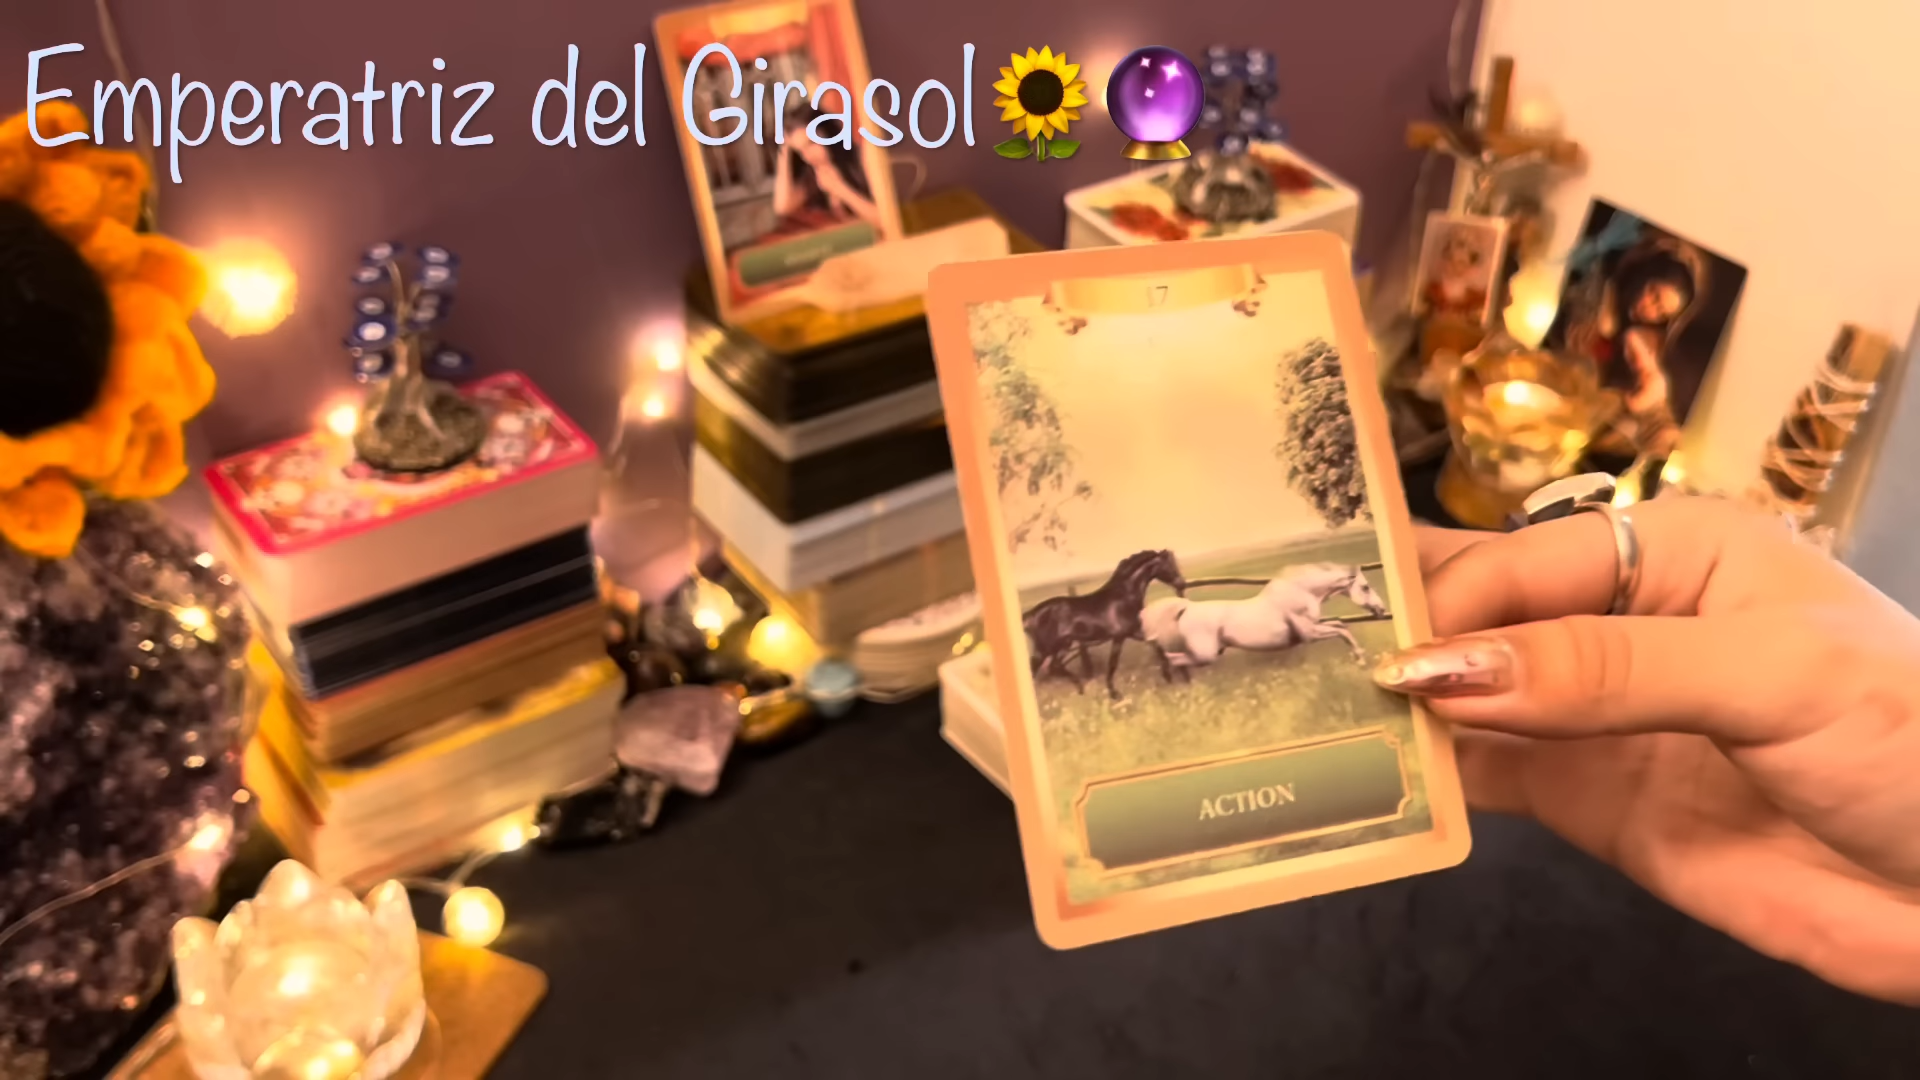 Emperatriz del Girasol🌻🔮
17
ACTION